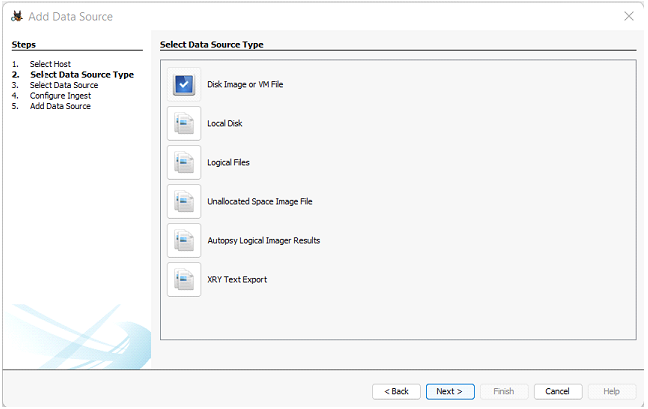 Add Data Source
Steps
1. Select Host
2. Select Data Source Type
3. Select Data Source
4. Configure Ingest
5. Add Data Source
Select Data Source Type
Disk Image or VM File
Local Disk
Logical Files
Unallocated Space Image File
Autopsy Logical Imager Results
XRY Text Export
< Back Next > Finish Cancel Help